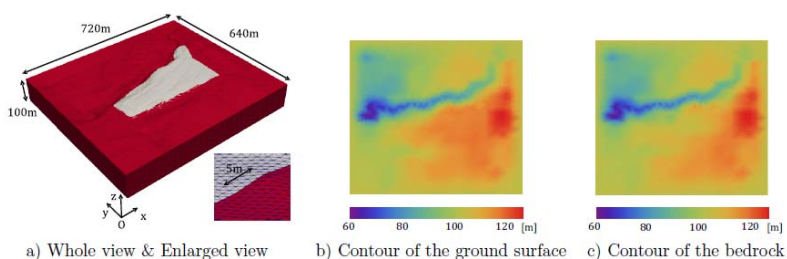 720m
640m
100m
5m
z
y
x
O
60 80 100 120 [m]
60 80 100 120 [m]
a) Whole view & Enlarged view
b) Contour of the ground surface
c) Contour of the bedrock